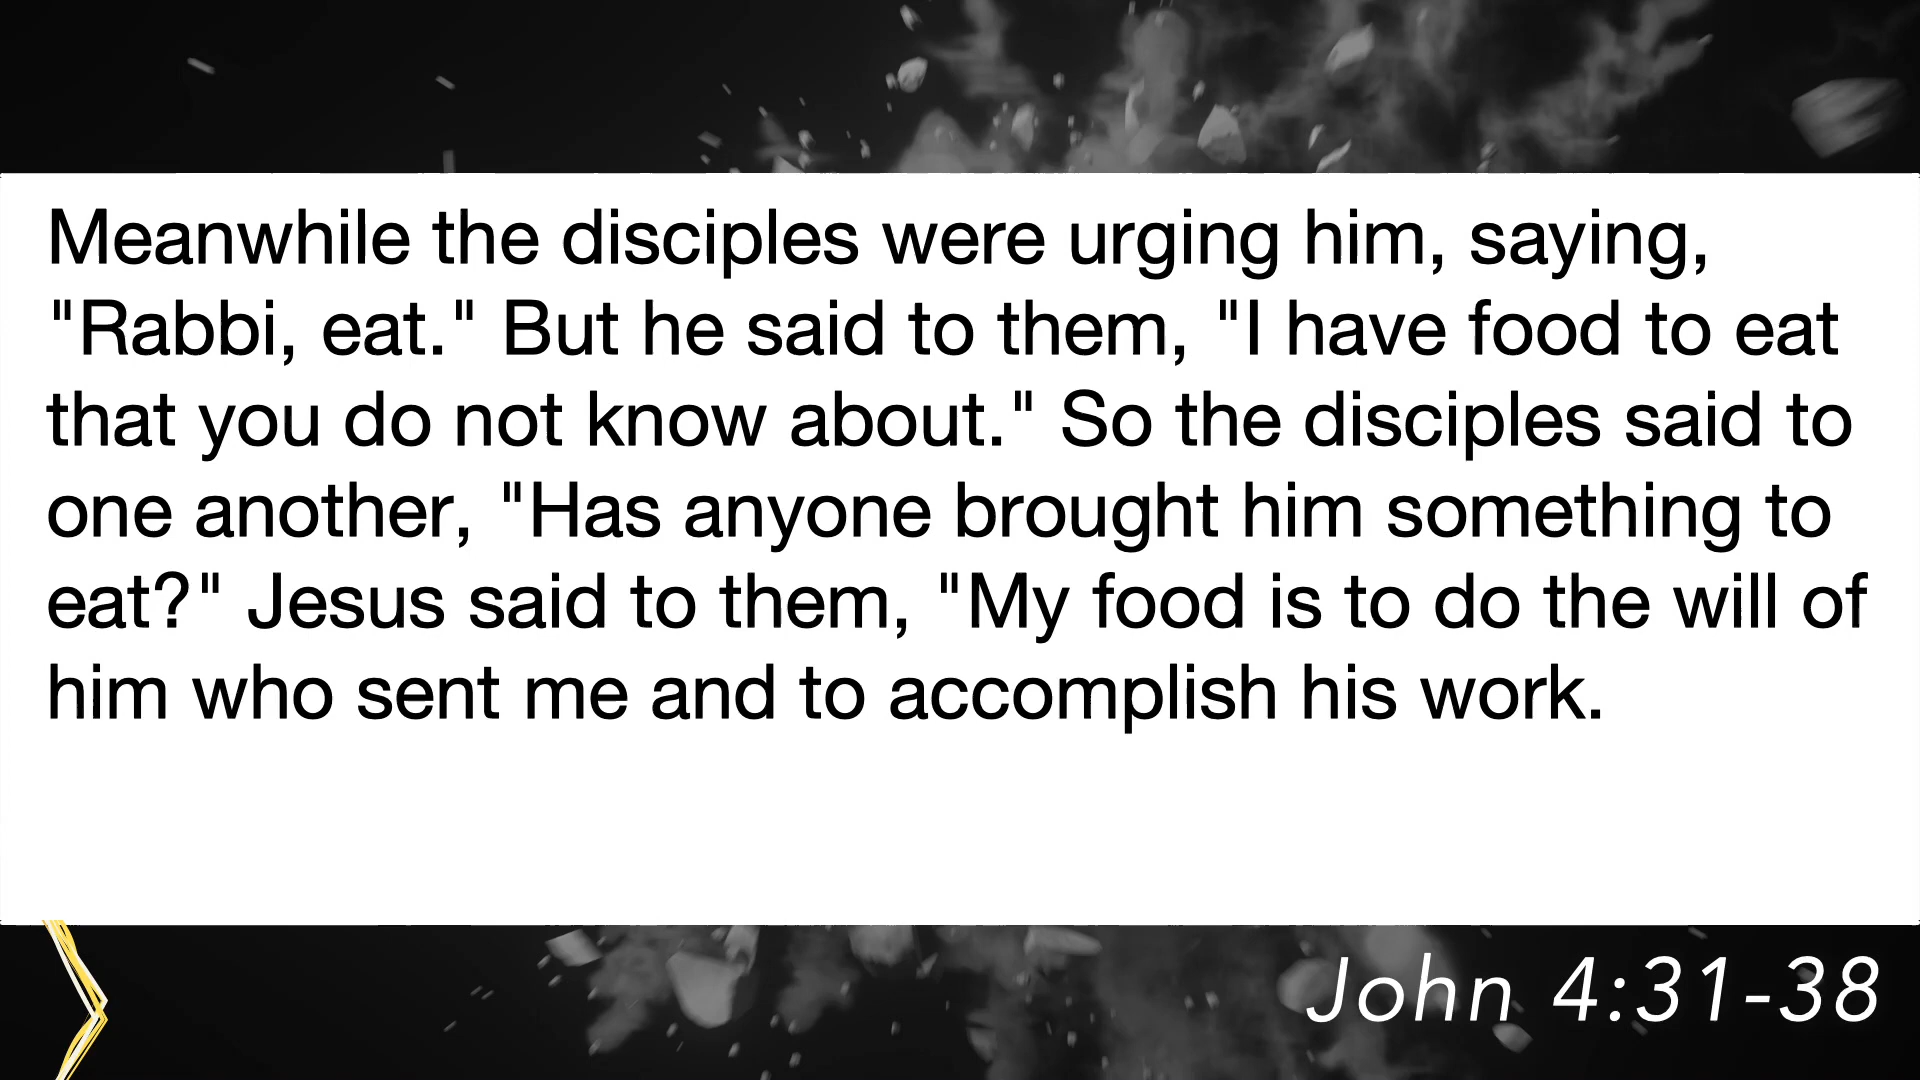 Meanwhile the disciples were urging him, saying,
"Rabbi, eat." But he said to them, "I have food to eat
that you do not know about." So the disciples said to
one another, "Has anyone brought him something to
eat?" Jesus said to them, "My food is to do the will of
him who sent me and to accomplish his work.
John 4:31-38